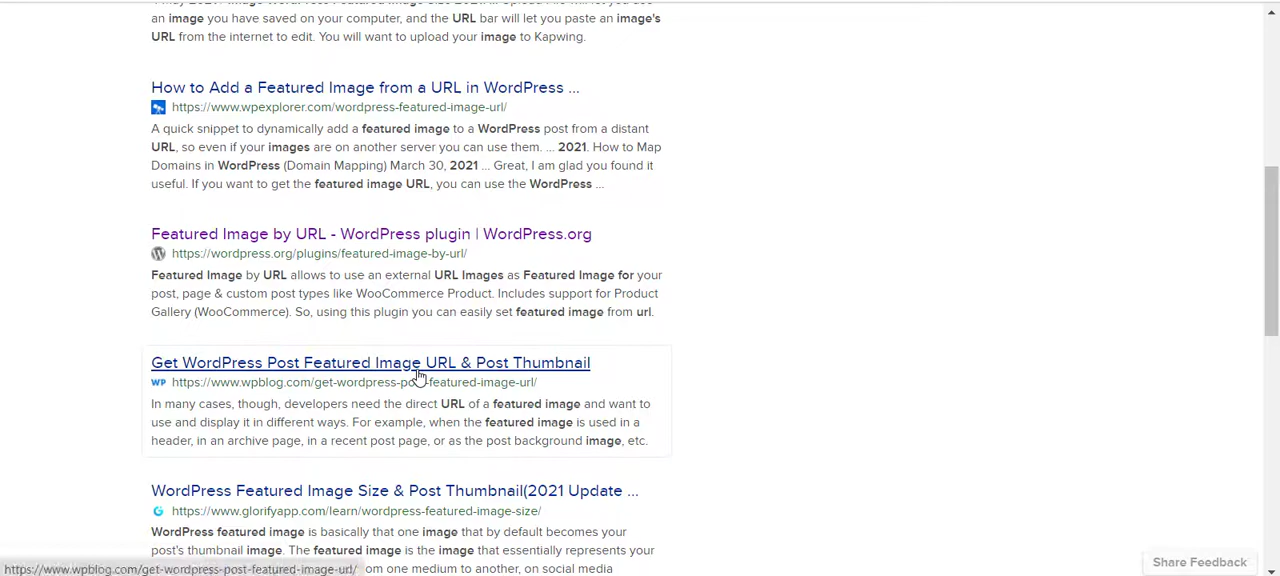 an image you have saved on your computer, and the URL bar will let you paste an image's
URL from the internet to edit. You will want to upload your image to Kapwing.
How to Add a Featured Image from a URL in WordPress ...
https://www.wpexplorer.com/wordpress-featured-image-url/
A quick snippet to dynamically add a featured image to a WordPress post from a distant
URL, so even if your images are on another server you can use them. ... 2021. How to Map
Domains in WordPress (Domain Mapping) March 30, 2021 ... Great, I am glad you found it
useful. If you want to get the featured image URL, you can use the WordPress ...
Featured Image by URL - WordPress plugin | WordPress.org
https://wordpress.org/plugins/featured-image-by-url/
Featured Image by URL allows to use an external URL Images as Featured Image for your
post, page & custom post types like WooCommerce Product. Includes support for Product
Gallery (WooCommerce). So, using this plugin you can easily set featured image from url.
Get WordPress Post Featured Image URL & Post Thumbnail
WP https://www.wpblog.com/get-wordpress-post-featured-image-url/
In many cases, though, developers need the direct URL of a featured image and want to
use and display it in different ways. For example, when the featured image is used in a
header, in an archive page, in a recent post page, or as the post background image, etc.
WordPress Featured Image Size & Post Thumbnail(2021 Update ...
https://www.glorifyapp.com/learn/wordpress-featured-image-size/
WordPress featured image is basically that one image that by default becomes your
post's thumbnail image. The featured image is the image that essentially represents your
from one medium to another, on social media
Share Feedback
https://www.wpblog.com/get-wordpress-post-featured-image-url/